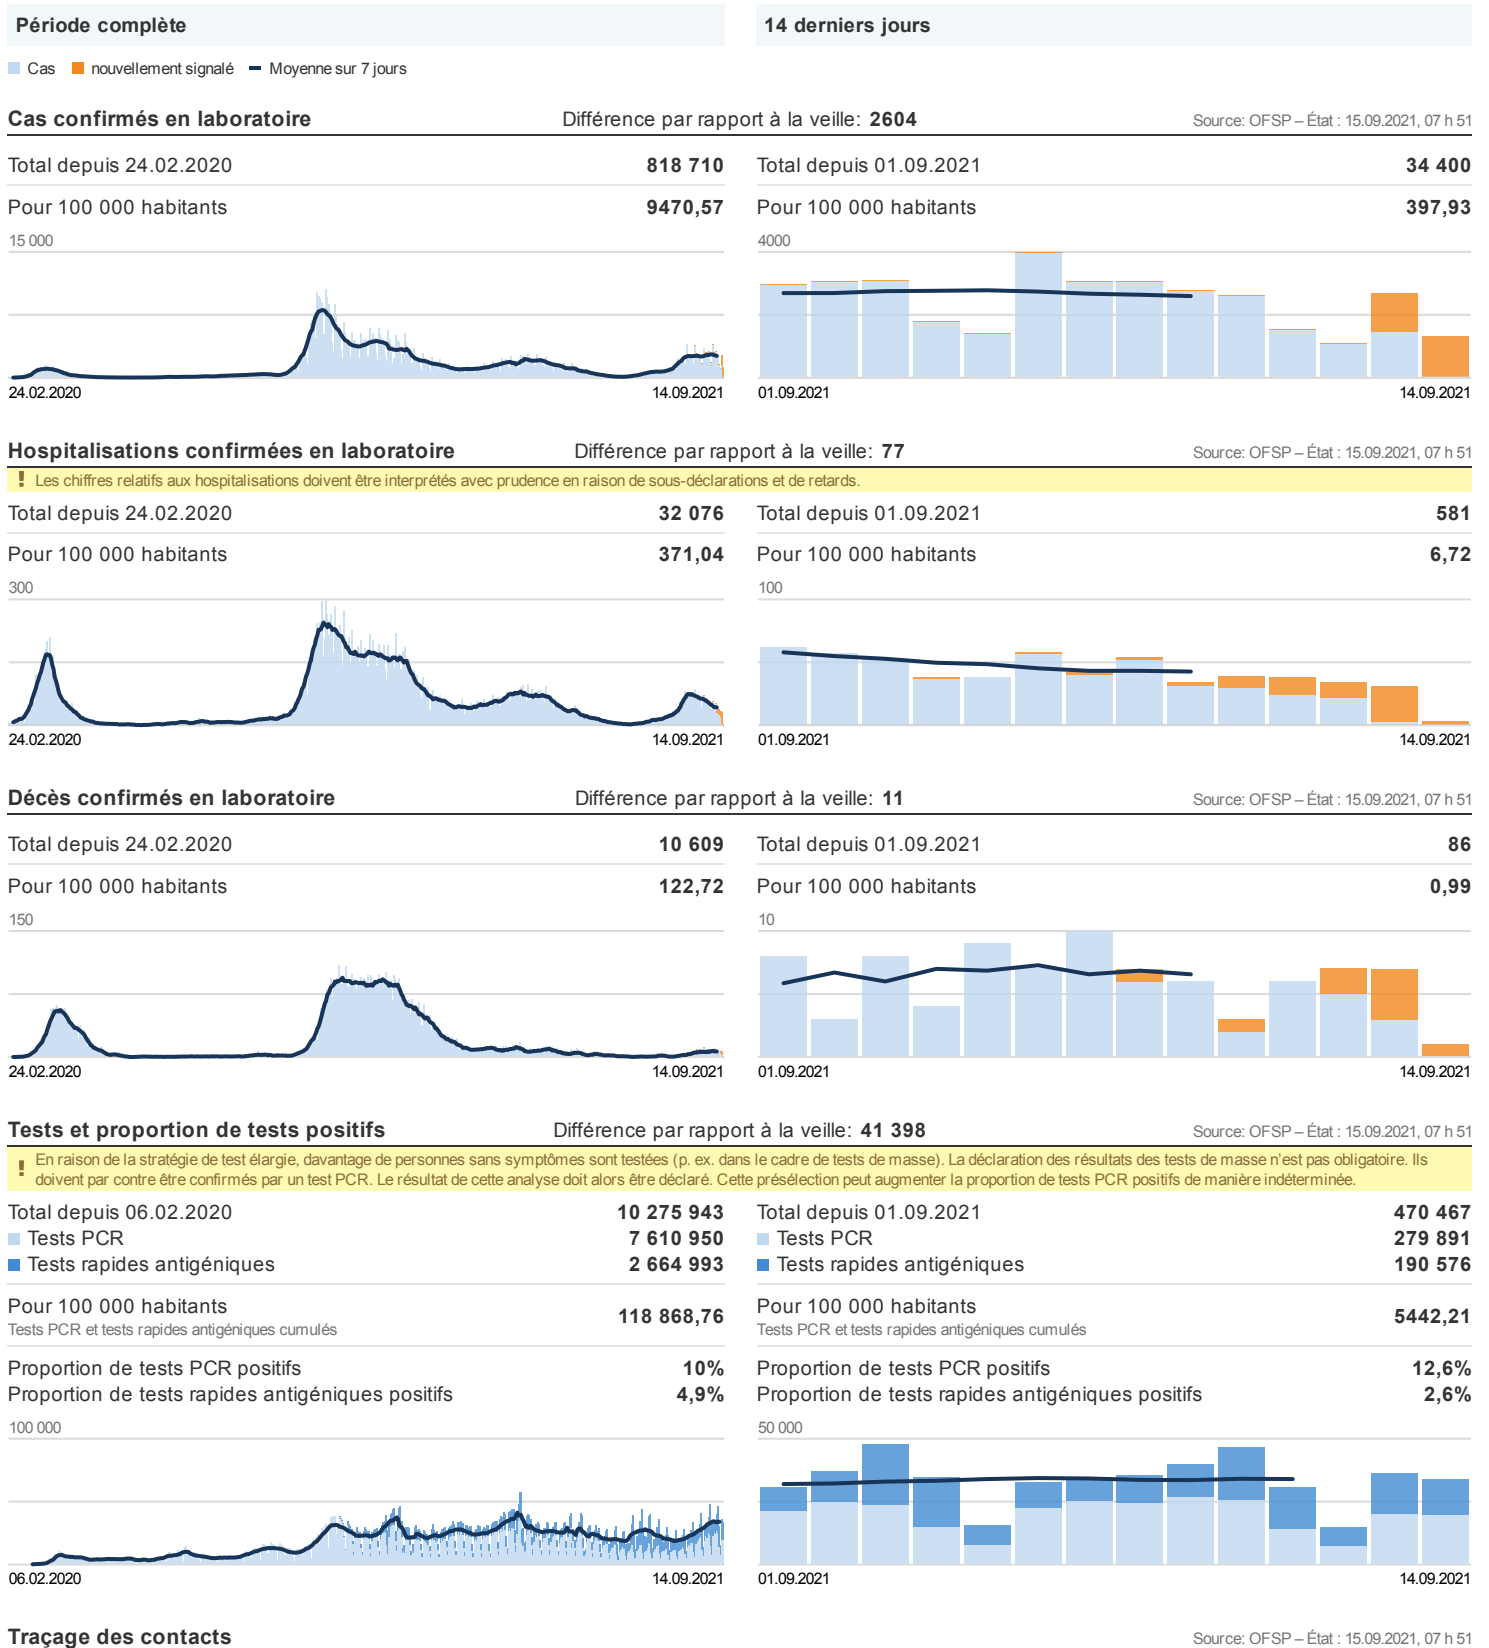 Période complète
14 derniers jours
Cas nouvellement signalé Moyenne sur 7 jours
Cas confirmés en laboratoire Différence par rapport à la veille: 2604 Source: OFSP – État : 15.09.2021, 07 h 51
Total depuis 24.02.2020 818 710 Total depuis 01.09.2021 34 400
Pour 100 000 habitants 9470,57 Pour 100 000 habitants 397,93
15 000 4000
24.02.2020 14.09.2021 01.09.2021 14.09.2021
Hospitalisations confirmées en laboratoire Différence par rapport à la veille: 77 Source: OFSP – État : 15.09.2021, 07 h 51
! Les chiffres relatifs aux hospitalisations doivent être interprétés avec prudence en raison de sous-déclarations et de retards.
Total depuis 24.02.2020 32 076 Total depuis 01.09.2021 581
Pour 100 000 habitants 371,04 Pour 100 000 habitants 6,72
300 100
24.02.2020 14.09.2021 01.09.2021 14.09.2021
Décès confirmés en laboratoire Différence par rapport à la veille: 11 Source: OFSP – État : 15.09.2021, 07 h 51
Total depuis 24.02.2020 10 609 Total depuis 01.09.2021 86
Pour 100 000 habitants 122,72 Pour 100 000 habitants 0,99
150 10
24.02.2020 14.09.2021 01.09.2021 14.09.2021
Tests et proportion de tests positifs Différence par rapport à la veille: 41 398 Source: OFSP – État : 15.09.2021, 07 h 51
! En raison de la stratégie de test élargie, davantage de personnes sans symptômes sont testées (p. ex. dans le cadre de tests de masse). La déclaration des résultats des tests de masse n'est pas obligatoire. Ils
doivent par contre être confirmés par un test PCR. Le résultat de cette analyse doit alors être déclaré. Cette présélection peut augmenter la proportion de tests PCR positifs de manière indéterminée.
Total depuis 06.02.2020 10 275 943 Total depuis 01.09.2021 470 467
Tests PCR 7 610 950 Tests PCR 279 891
Tests rapides antigéniques 2 664 993 Tests rapides antigéniques 190 576
Pour 100 000 habitants 118 868,76 Pour 100 000 habitants 5442,21
Tests PCR et tests rapides antigéniques cumulés Tests PCR et tests rapides antigéniques cumulés
Proportion de tests PCR positifs 10% Proportion de tests PCR positifs 12,6%
Proportion de tests rapides antigéniques positifs 4,9% Proportion de tests rapides antigéniques positifs 2,6%
100 000 50 000
06.02.2020 14.09.2021 01.09.2021 14.09.2021
Traçage des contacts Source: OFSP – État : 15.09.2021, 07 h 51